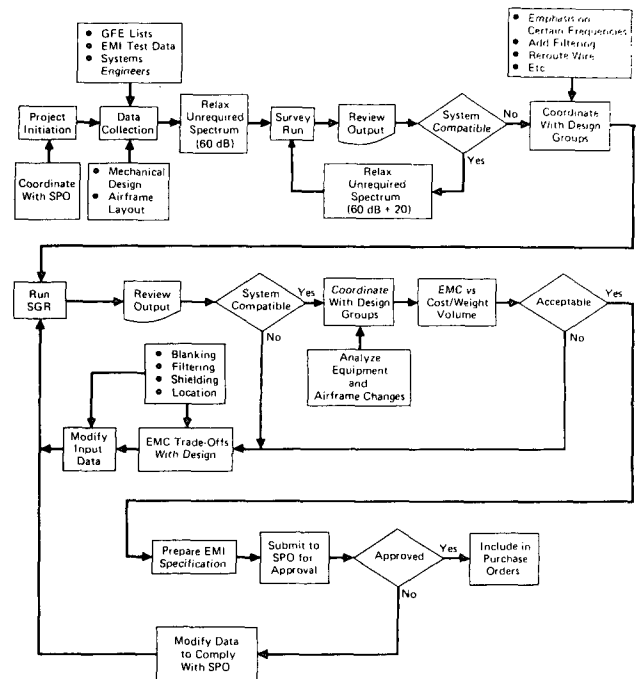 • GFE Lists
• EMI Test Data
• Systems
Engineers
• Emphasis on
Certain Frequencies
• Add Filtering
• Reroute Wire
• Etc
Project
Initiation
Data
Collection
Relax
Unrequired
Spectrum
(60 dB)
Survey
Run
Review
Output
System
Compatible
No
Yes
Coordinate
With Design
Groups
Coordinate
With SPO
• Mechanical
Design
• Airframe
Layout
Relax
Unrequired
Spectrum
(60 dB + 20)
Run
SGR
Review
Output
System
Compatible
Yes
No
Coordinate
With Design
Groups
EMC vs
Cost/Weight
Volume
Acceptable
Yes
No
• Blanking
• Filtering
• Shielding
• Location
Analyze
Equipment
and
Airframe Changes
Modify
Input
Data
EMC Trade-Offs
With Design
Prepare EMI
Specification
Submit to
SPO for
Approval
Approved
Yes
No
Include in
Purchase
Orders
Modify Data
to Comply
With SPO